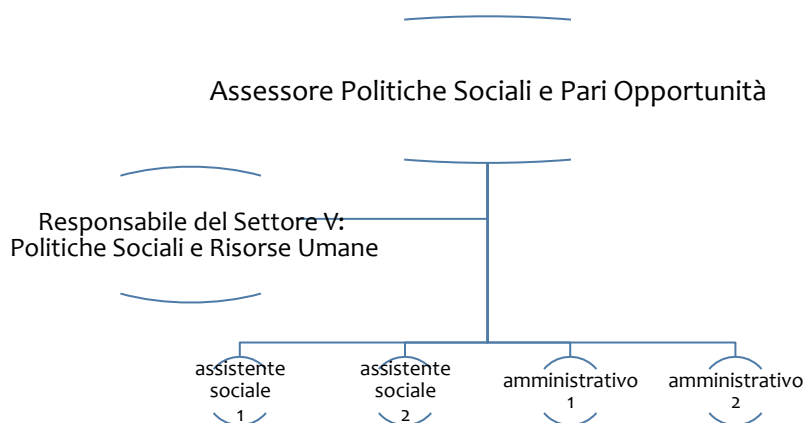 Assessore Politiche Sociali e Pari Opportunità
Responsabile del Settore V:
Politiche Sociali e Risorse Umane
assistente
sociale
1
assistente
sociale
2
amministrativo
1
amministrativo
2